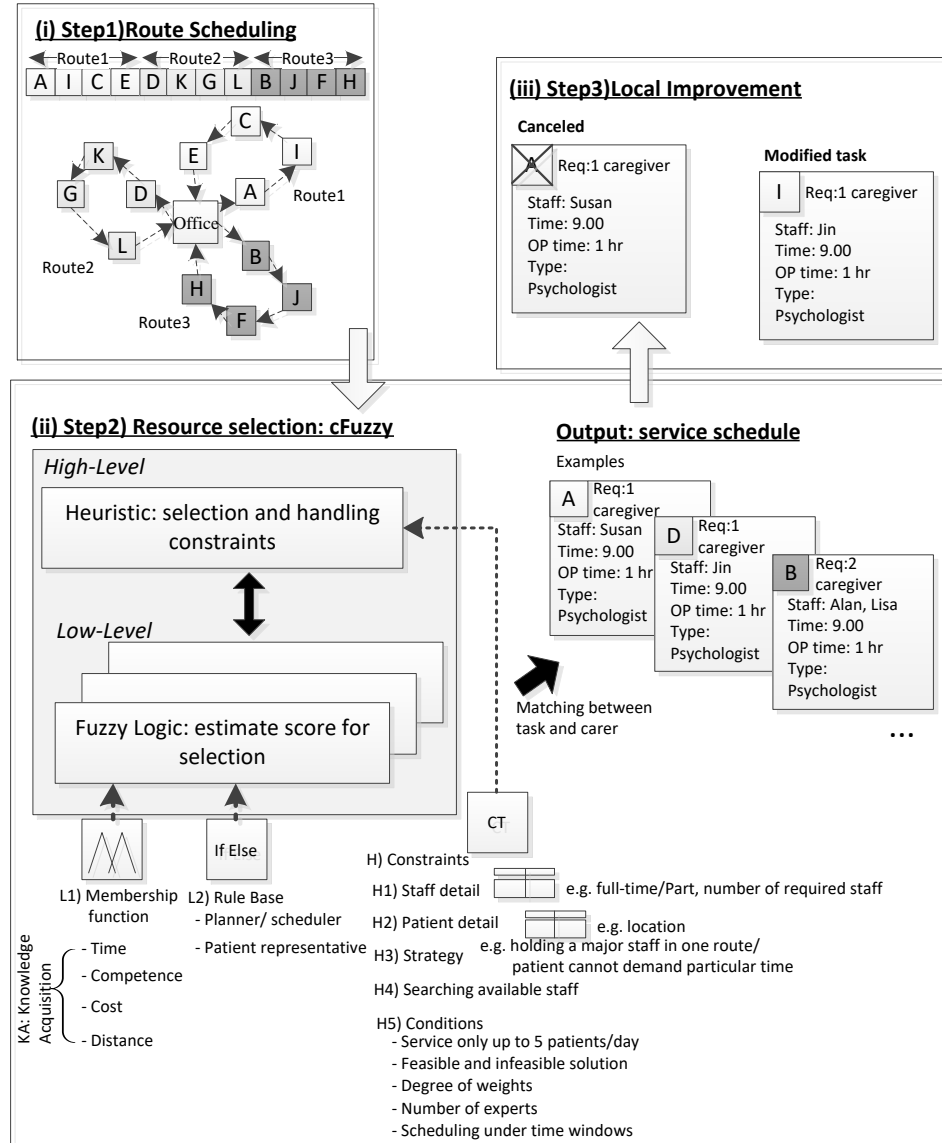 (i) Step1)Route Scheduling
Route1 Route2 Route3
A I C E D K G L B J F H
C
K
E
I
G
D
A
Route1
Office
L
B
Route2
H
J
Route3
F
(iii) Step3)Local Improvement
Canceled
A
Req:1 caregiver
Staff: Susan
Time: 9.00
OP time: 1 hr
Type:
Psychologist
Modified task
I
Req:1 caregiver
Staff: Jin
Time: 9.00
OP time: 1 hr
Type:
Psychologist
(ii) Step2) Resource selection: cFuzzy
High-Level
Heuristic: selection and handling
constraints
Low-Level
Fuzzy Logic: estimate score for
selection
If Else
L1) Membership
function
L2) Rule Base
- Planner/ scheduler
- Patient representative
KA: Knowledge
Acquisition
- Time
- Competence
- Cost
- Distance
Output: service schedule
Examples
A
Req:1
caregiver
Staff: Susan
Time: 9.00
OP time: 1 hr
Type:
Psychologist
D
Req:1
caregiver
Staff: Jin
Time: 9.00
OP time: 1 hr
Type:
Psychologist
B
Req:2
caregiver
Staff: Alan, Lisa
Time: 9.00
OP time: 1 hr
Type:
Psychologist
...
Matching between
task and carer
CT
H) Constraints
H1) Staff detail e.g. full-time/Part, number of required staff
H2) Patient detail e.g. location
H3) Strategy e.g. holding a major staff in one route/
patient cannot demand particular time
H4) Searching available staff
H5) Conditions
- Service only up to 5 patients/day
- Feasible and infeasible solution
- Degree of weights
- Number of experts
- Scheduling under time windows